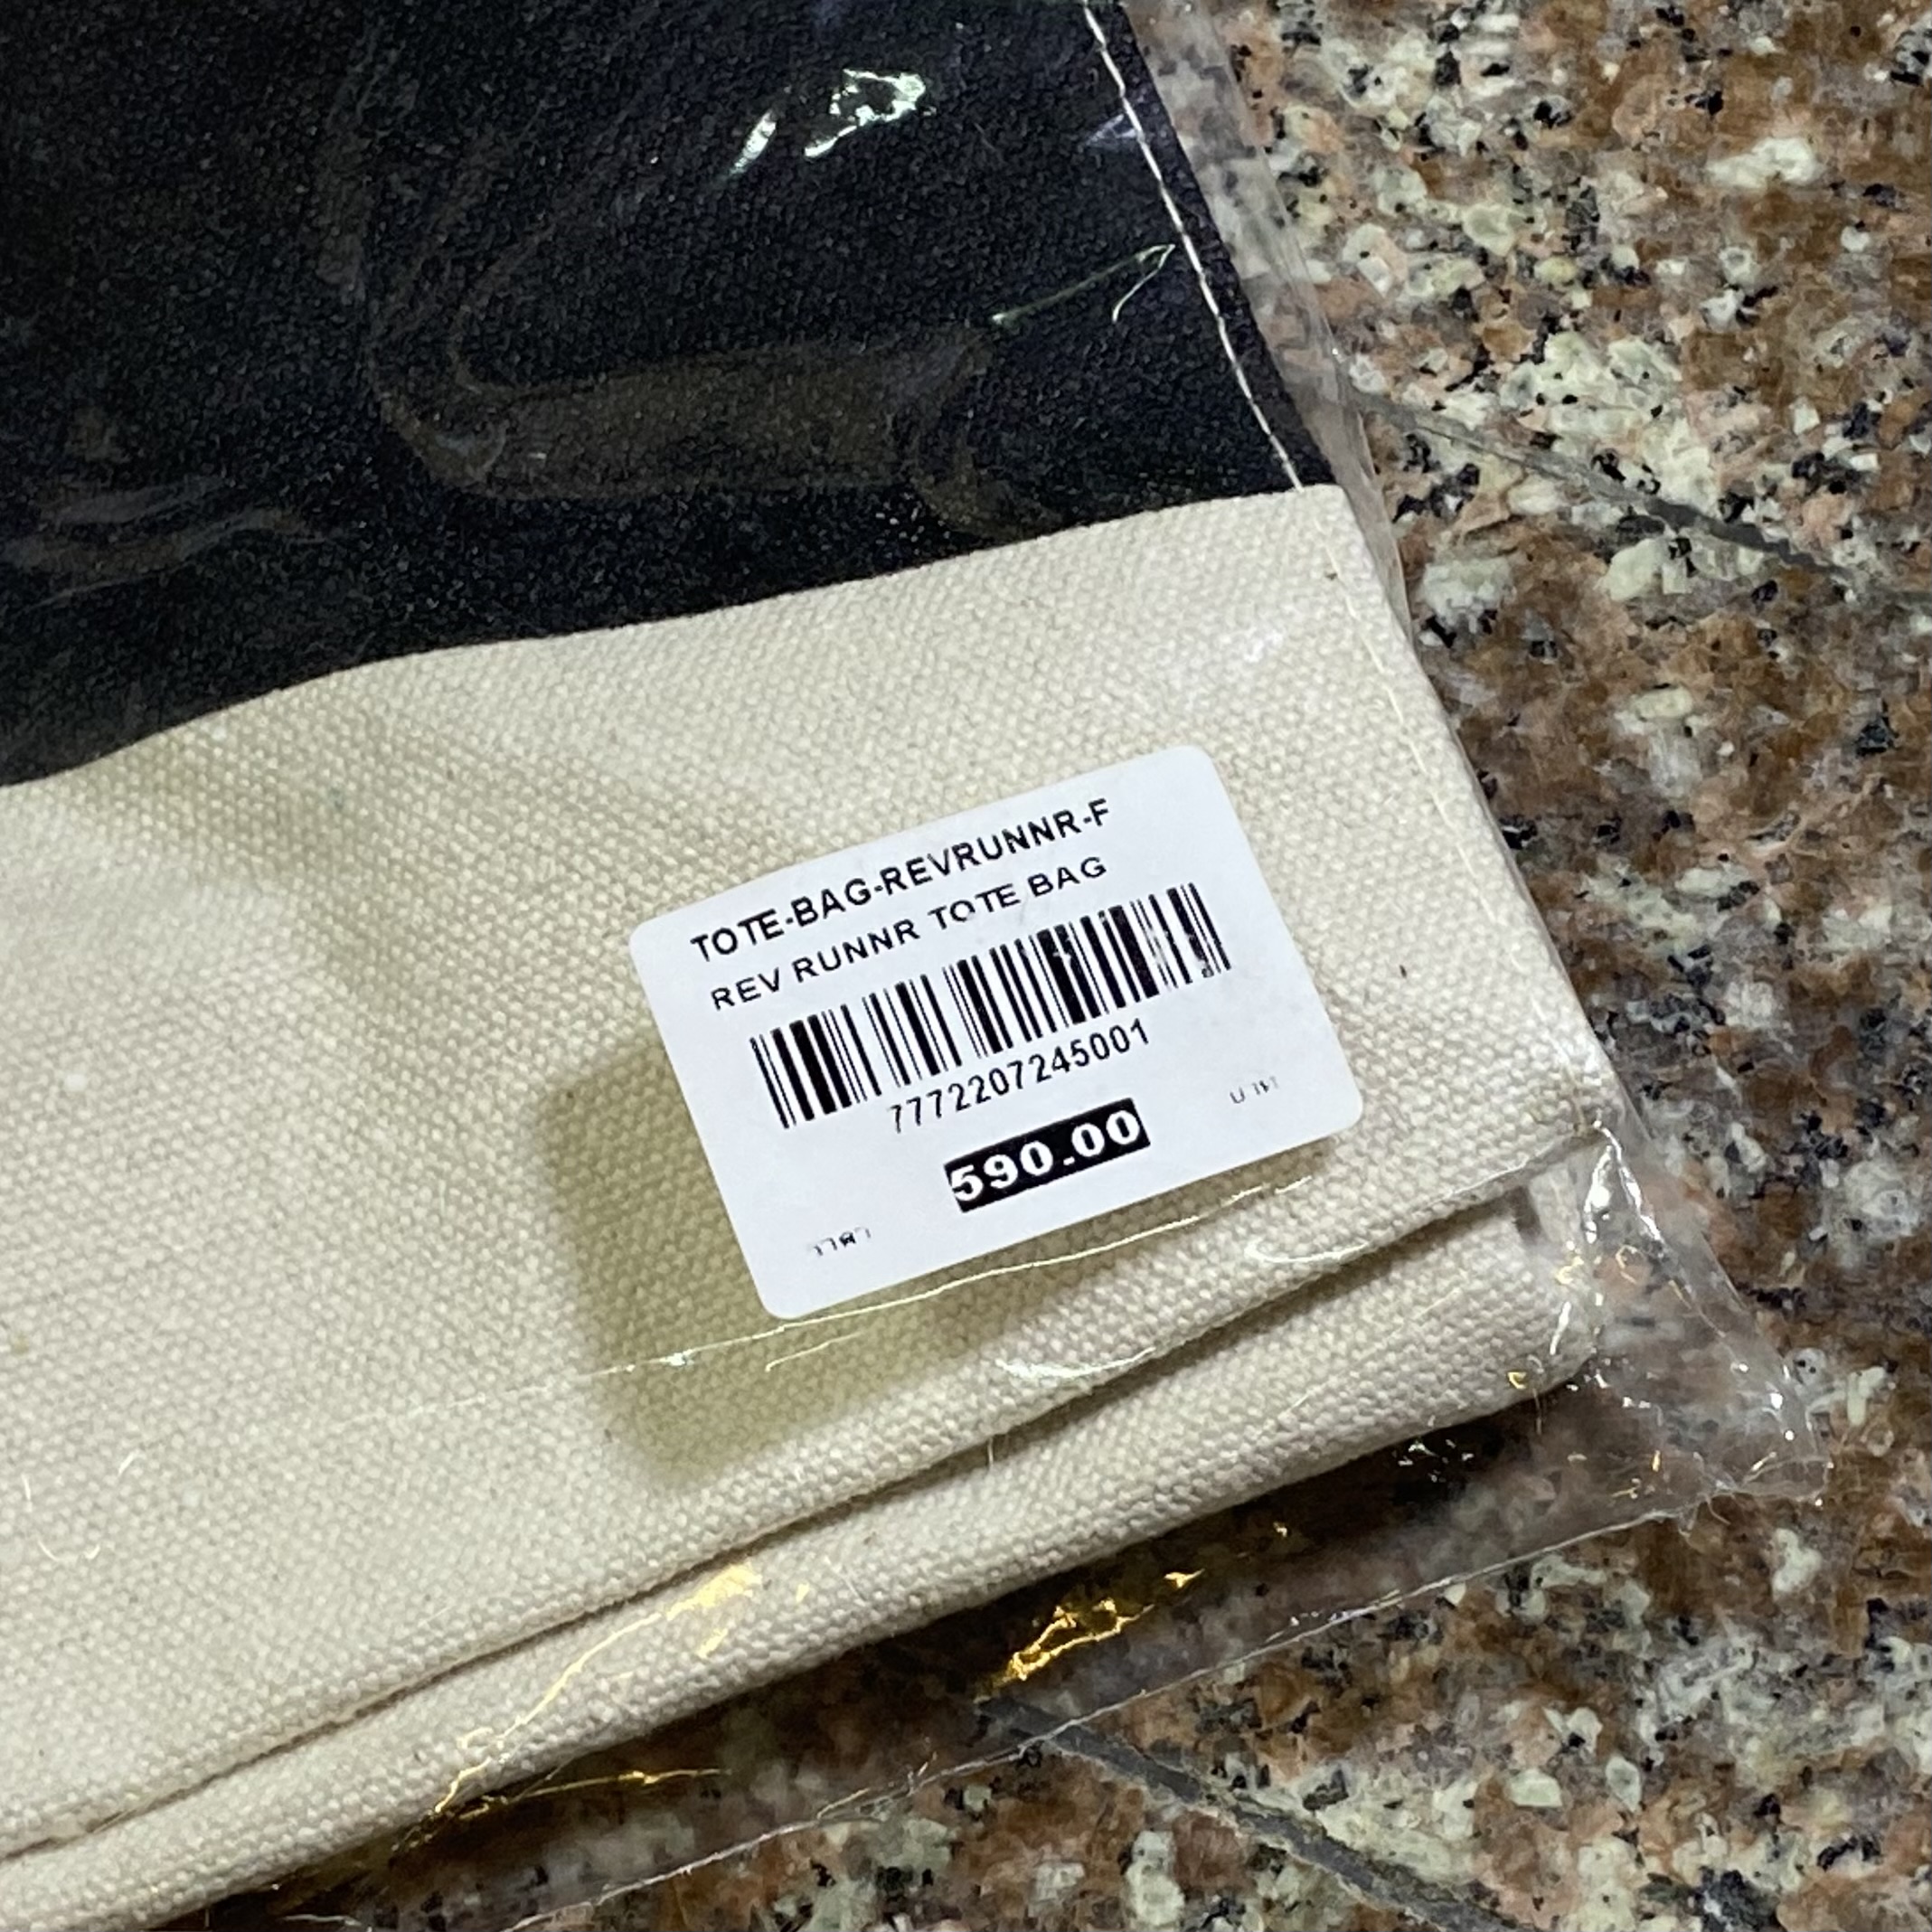 TOTE-BAG-REVRUNNR-F
REV RUNNR TOTE BAG
7772207245001
590.00